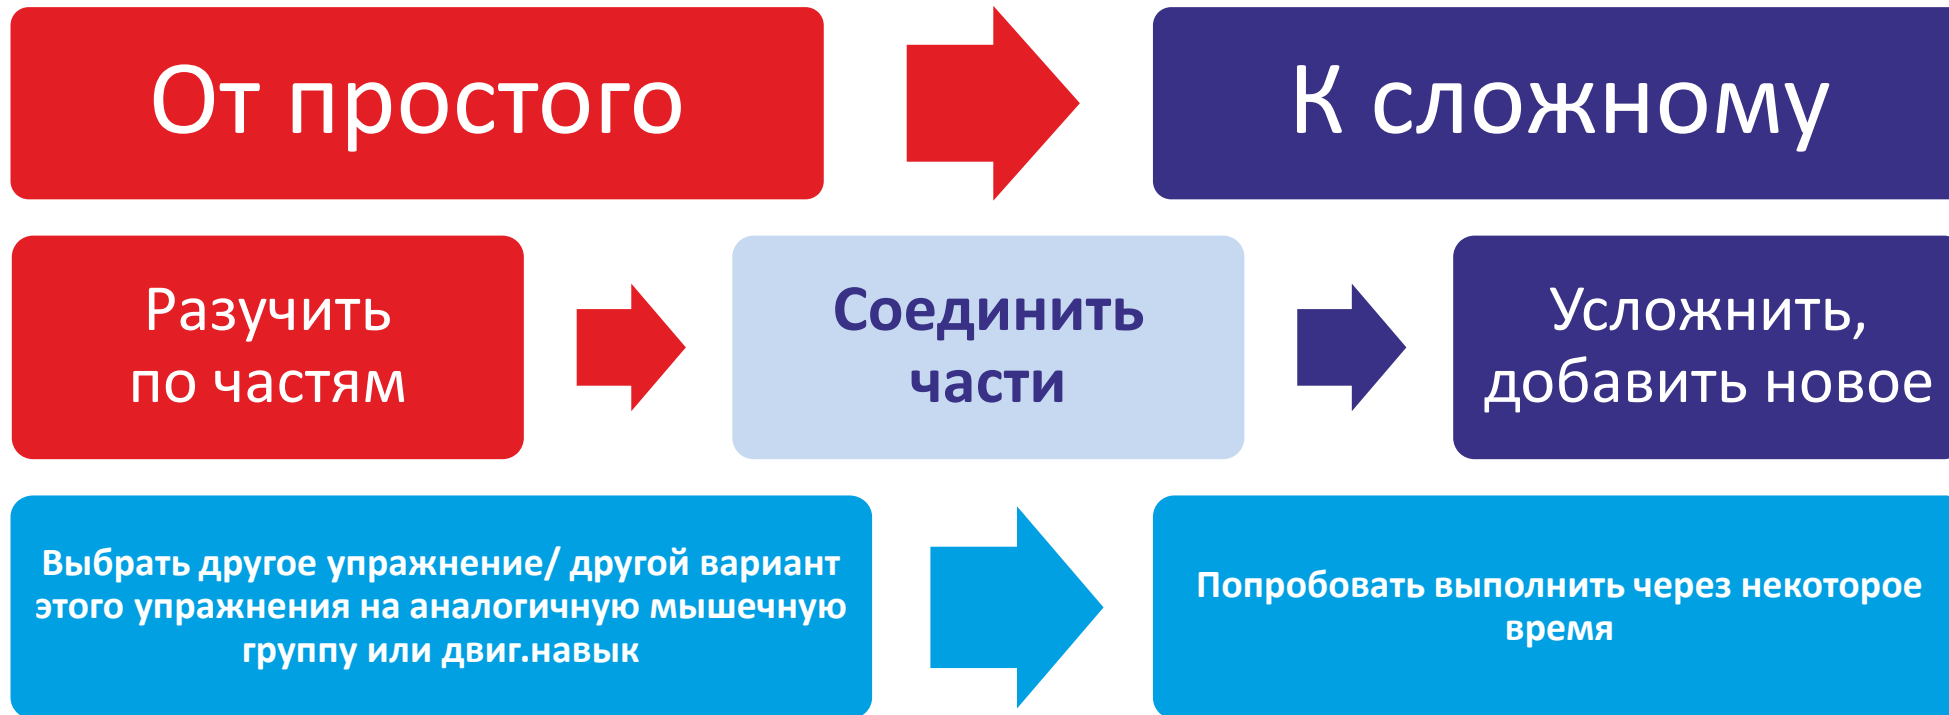 От простого
К сложному
Разучить
по частям
Соединить
части
Усложнить,
добавить новое
Выбрать другое упражнение/ другой вариант
этого упражнения на аналогичную мышечную
группу или двиг.навык
Попробовать выполнить через некоторое
время